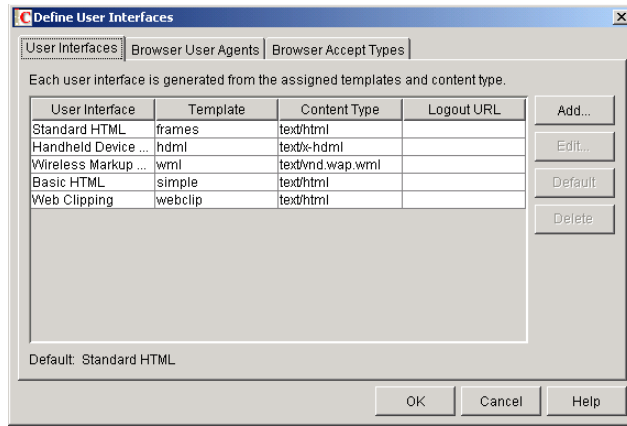 Define User Interfaces
User Interfaces Browser User Agents Browser Accept Types
Each user interface is generated from the assigned templates and content type.
User Interface Template Content Type Logout URL Add...
Standard HTML frames text/html
Handheld Device ... hdml text/x-hdml Edit...
Wireless Markup ... wml text/vnd.wap.wml
Basic HTML simple text/html Default
Web Clipping webclip text/html
Delete
Default: Standard HTML
OK Cancel Help